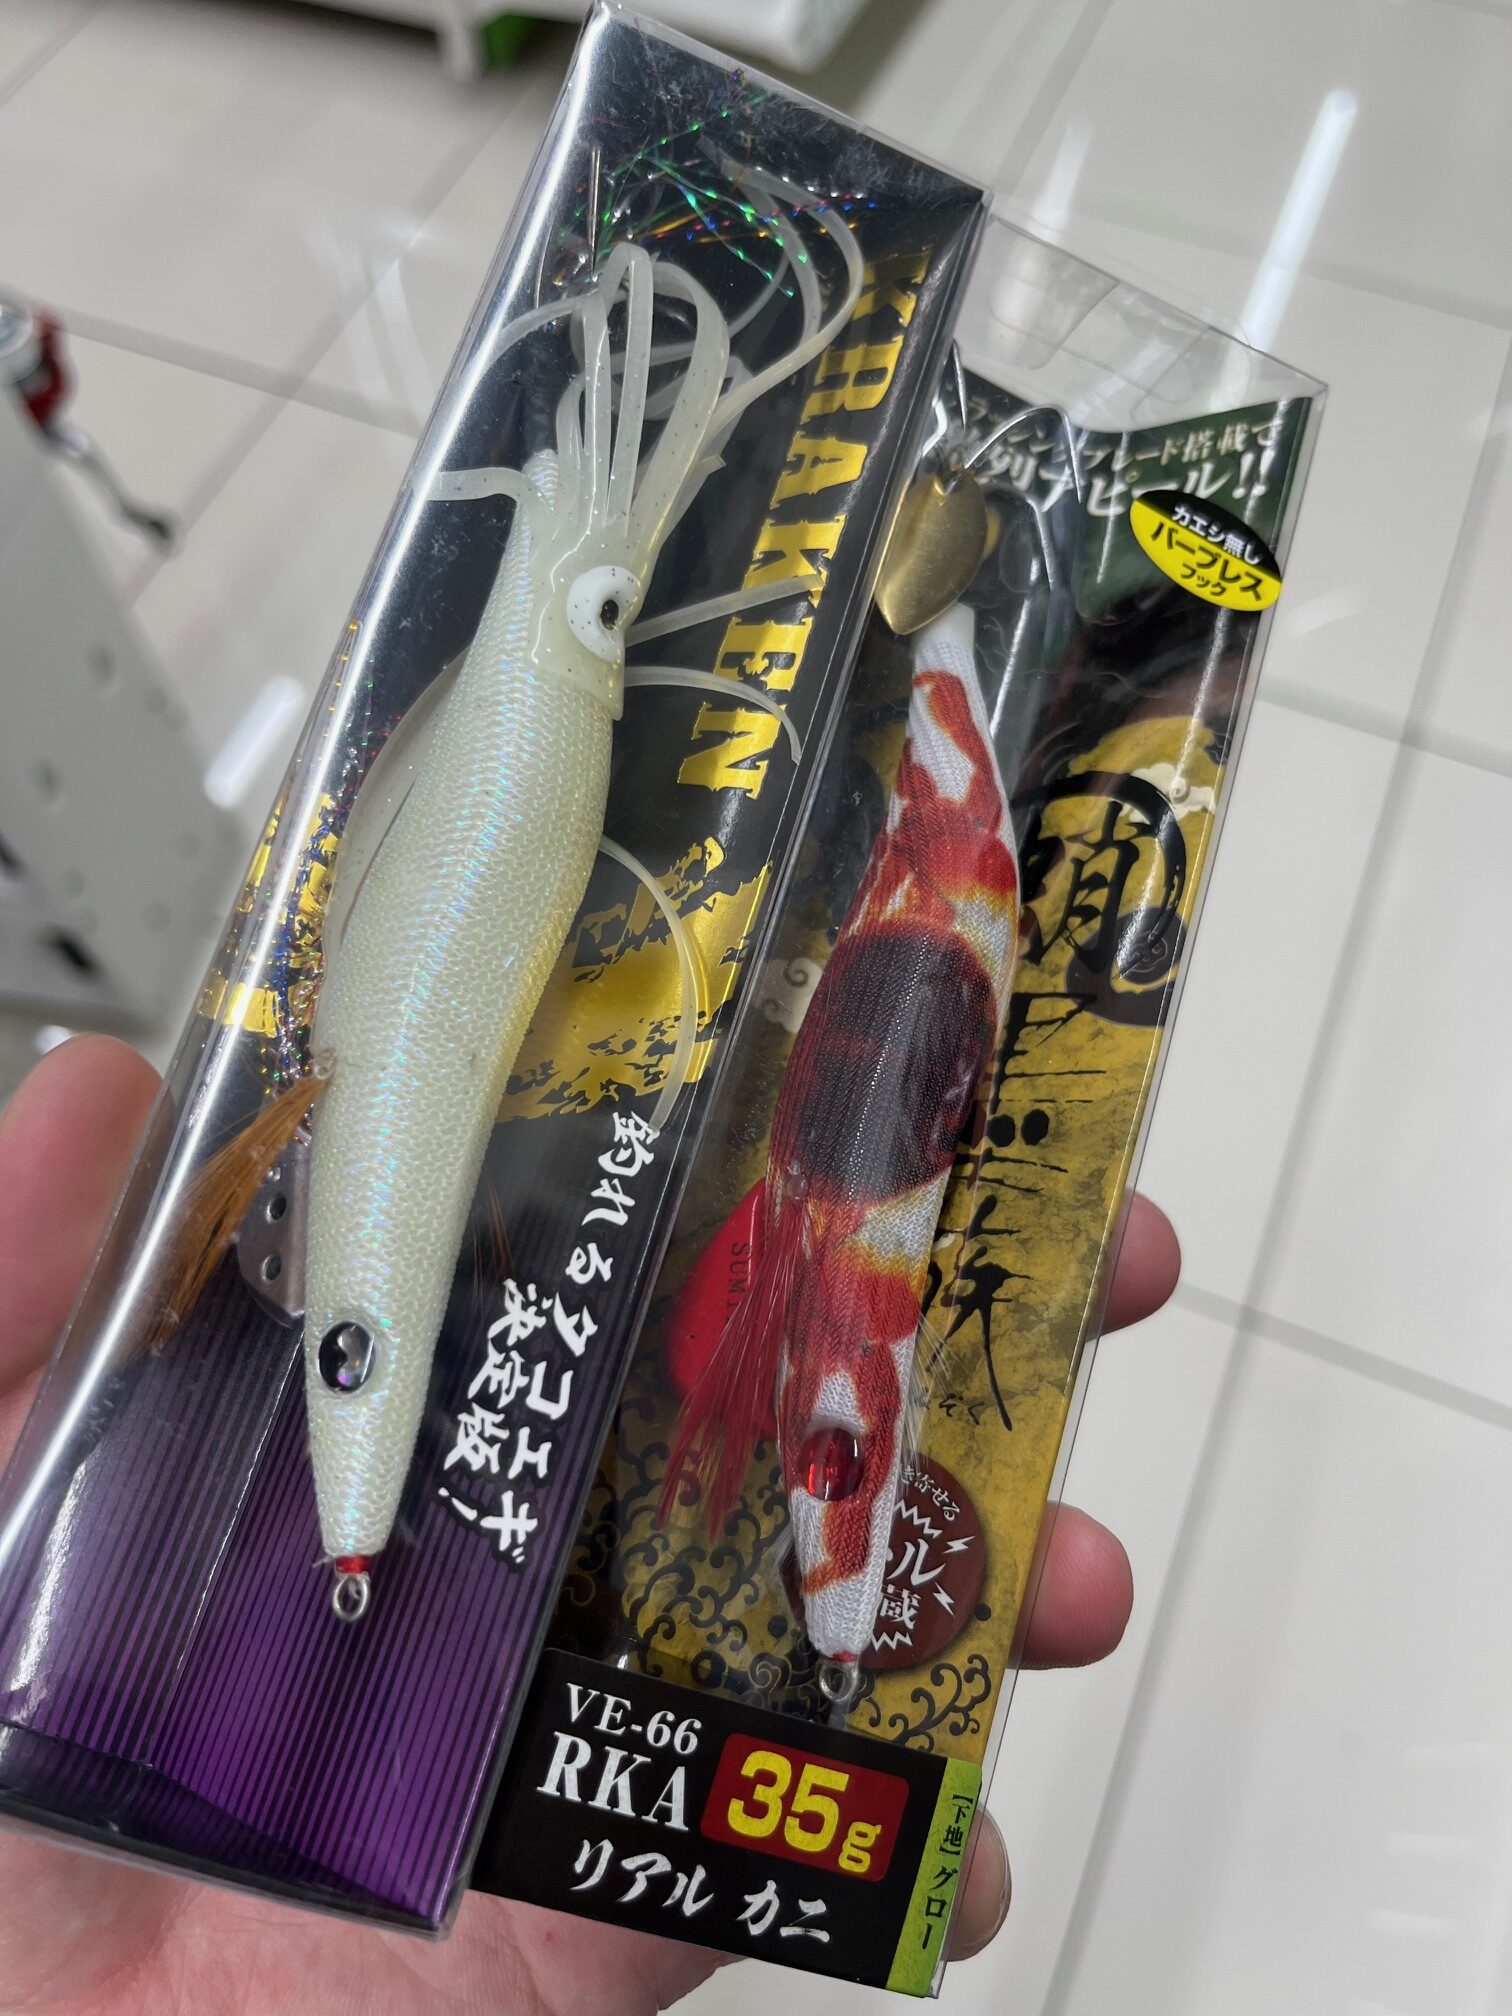 KRAKEN
釣れるタコエギ
決定版!
ブレード搭載で
アピール!!
カエシ無し
バーブレス
フック
VE-66
RKA
35g
リアル カニ
【下地】グロー